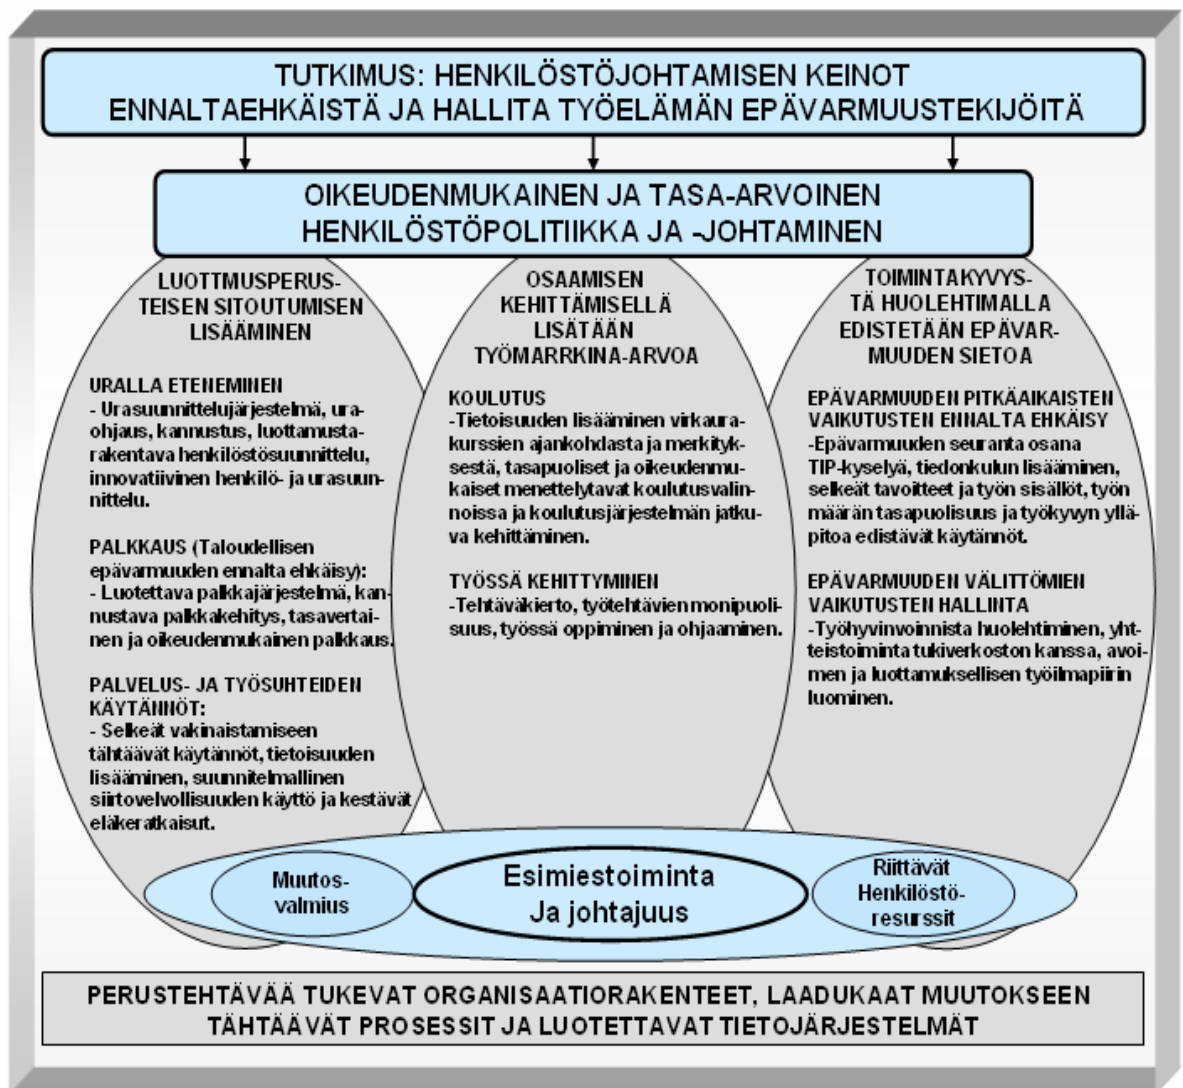 TUTKIMUS: HENKILÖSTÖJOHTAMISEN KEINOT
ENNALTAEHKÄISTÄ JA HALLITA TYÖELÄMÄN EPÄVARMUUSTEKIJÖITÄ
OIKEUDENMUKAINEN JA TASA-ARVOINEN
HENKILÖSTÖPOLITIIKKA JA -JOHTAMINEN
LUOTTMUSPERUS-
TEISEN SITOUTUMISEN
LISÄÄMINEN
URALLA ETENEMINEN
- Urasuunnittelujärjestelmä, ura-
ohjaus, kannustus, luottamusta-
rakentava henkilöstösuunnittelu,
innovatiivinen henkilö- ja urasuun-
nittelu.
PALKKAUS (Taloudellisen
epävarmuuden ennalta ehkäisy):
- Luotettava palkkajärjestelmä, kan-
nustava palkkakehitys, tasavertai-
nen ja oikeudenmukainen palkkaus.
PALVELUS- JA TYÖSUHTEIDEN
KÄYTÄNNÖT:
- Selkeät vakinaistamiseen
tähtäävät käytännöt, tietoisuuden
lisääminen, suunnitelmallinen
siirtovelvollisuuden käyttö ja kestävät
eläkeratkaisut.
OSAAMISEN
KEHITTÄMISELLÄ
LISÄTÄÄN
TYÖMARRKINA-ARVOA
KOULUTUS
-Tietoisuuden lisääminen virkaura-
kurssien ajankohdasta ja merkityk-
sestä, tasapuoliset ja oikeudenmu-
kaiset menettelytavat koulutusvalin-
noissa ja koulutusjärjestelmän jatku-
va kehittäminen.
TYÖSSÄ KEHITTYMINEN
-Tehtäväkierto, työtehtävien monipuoli-
suus, työssä oppiminen ja ohjaaminen.
TOIMINTAKYVYS-
TÄ HUOLEHTIMALLA
EDISTETÄÄN EPÄVAR-
MUUDEN SIETOA
EPÄVARMUUDEN PITKÄAIKAISTEN
VAIKUTUSTEN ENNALTA EHKÄISY
-Epävarmuuden seuranta osana
TIP-kyselyä, tiedonkulun lisääminen,
selkeät tavoitteet ja työn sisällöt, työn
määrän tasapuolisuus ja työkyvyn yllä-
pitoa edistävät käytännöt.
EPÄVARMUUDEN VÄLITTÖMIEN
VAIKUTUSTEN HALLINTA
-Työhyvinvoinnista huolehtiminen, yht-
teistoiminta tukiverkoston kanssa, avoi-
men ja luottamuksellisen työilmapiirin
luominen.
Muutos-
valmius
Esimiestoiminta
Ja johtajuus
Riittävät
Henkilöstö-
resurssit
PERUSTEHTÄVÄÄ TUKEVAT ORGANISAATIORAKENTEET, LAADUKAAT MUUTOKSEEN
TÄHTÄÄVÄT PROSESSIT JA LUOTETTAVAT TIETOJÄRJESTELMÄT